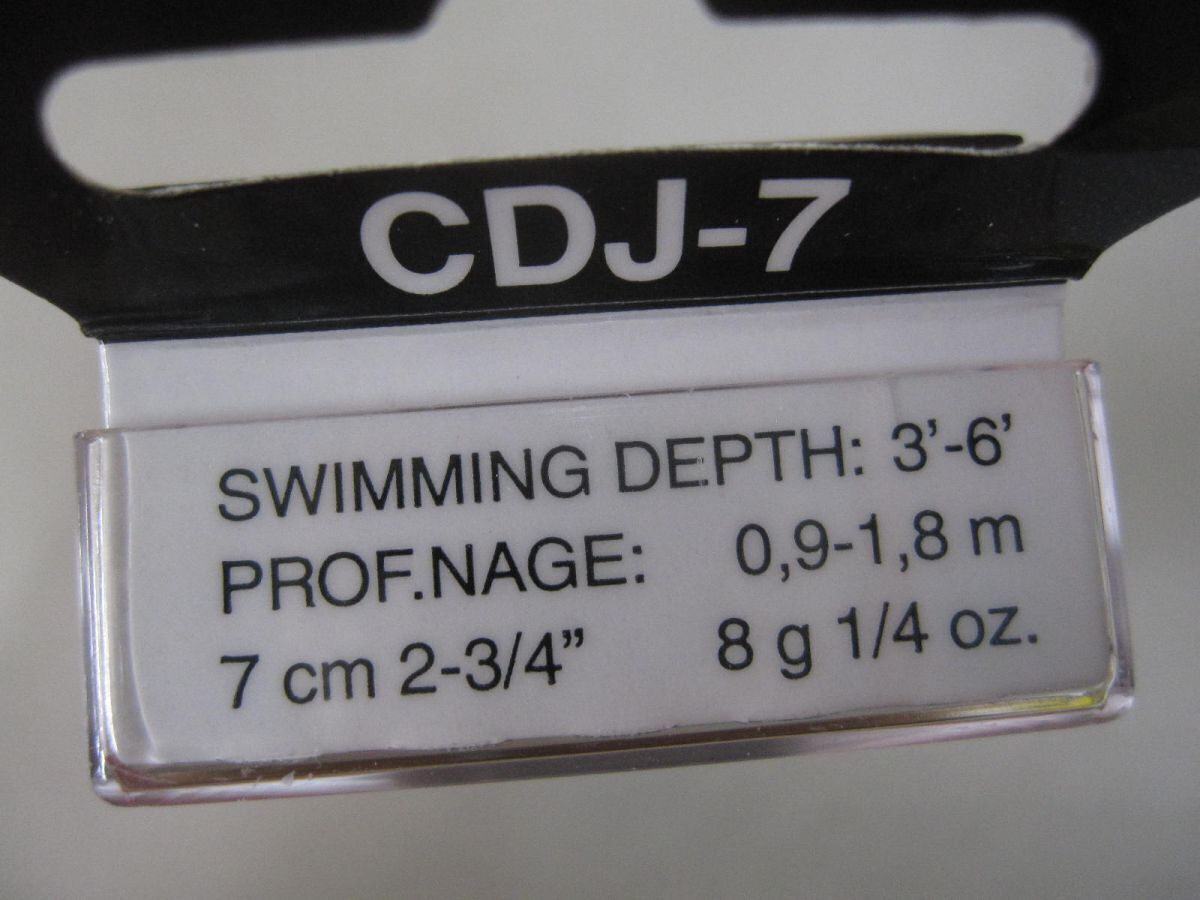 CDJ-7
SWIMMING DEPTH: 3'-6'
PROF.NAGE: 0,9-1,8 m
7 cm 2-3/4” 8 g 1/4 oz.